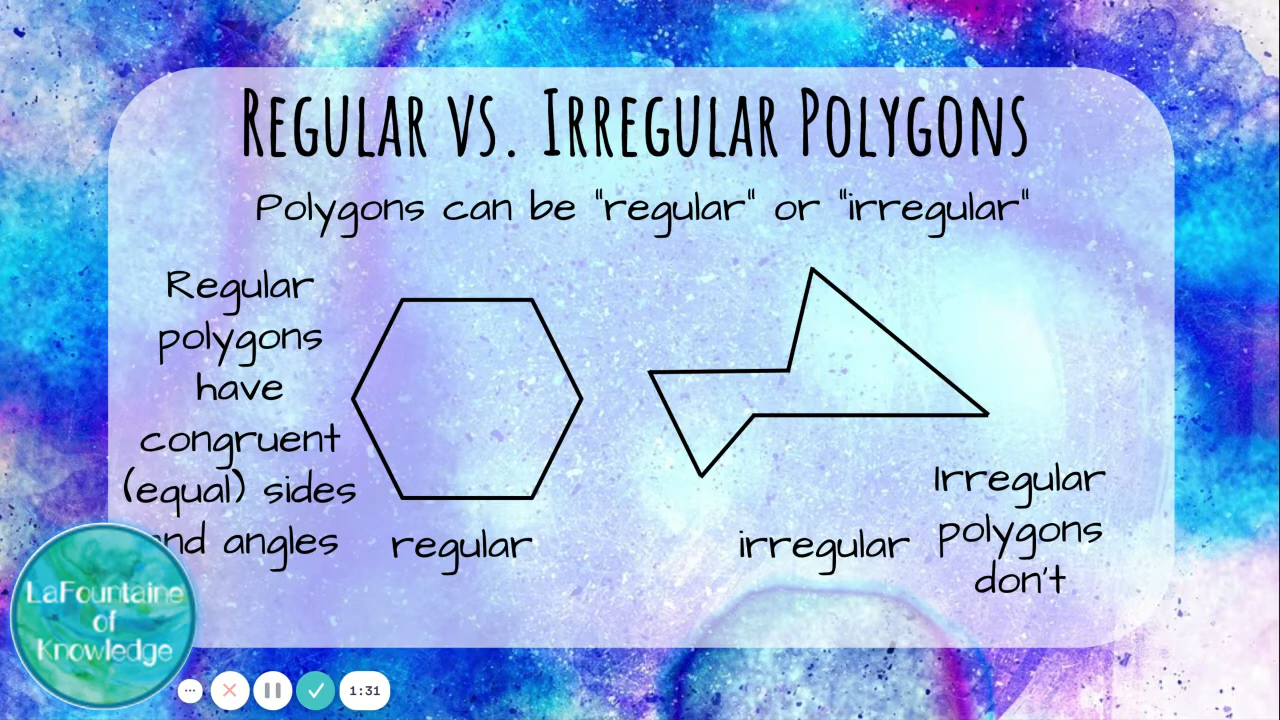 REGULAR VS. IRREGULAR POLYGONS
Polygons can be "regular" or "irregular"
Regular
polygons
have
congruent
(equal) sides
nd angles
regular
irregular
Irregular
polygons
don't
LaFountaine
of
Knowledge
1:31